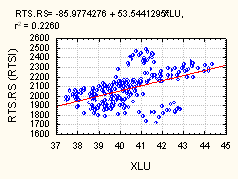 RTS.RS= -85.9774276 + 53.5441295*XLU,
r² = 0.2260
RTS.RS (RTSI)
2600
2500
2400
2300
2200
2100
2000
1900
1800
1700
1600
37 38 39 40 41 42 43 44 45
XLU